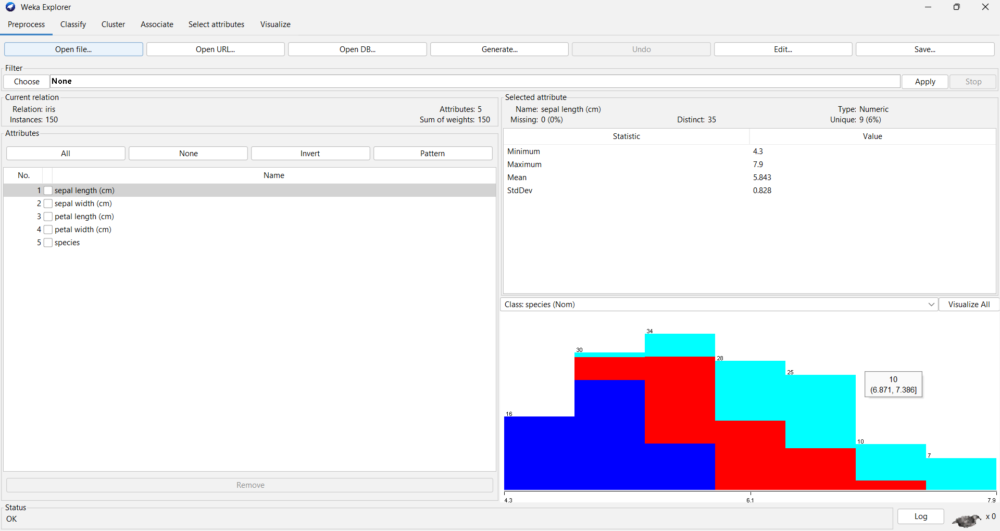 Weka Explorer
Preprocess Classify Cluster Associate Select attributes Visualize
Open file... Open URL... Open DB... Generate... Undo Edit... Save...
Filter
Choose None Apply Stop
Current relation
Relation: iris Attributes: 5
Instances: 150 Sum of weights: 150
Selected attribute
Name: sepal length (cm) Type: Numeric
Missing: 0 (0%) Distinct: 35 Unique: 9 (6%)
Attributes
All None Invert Pattern
No. Name
1 sepal length (cm)
2 sepal width (cm)
3 petal length (cm)
4 petal width (cm)
5 species
Remove
Statistic Value
Minimum 4.3
Maximum 7.9
Mean 5.843
StdDev 0.828
Class: species (Nom) Visualize All
34
30
28
25
10
(6.871, 7.386]
16
10
7
4.3 6.1 7.9
Status
OK
Log x 0